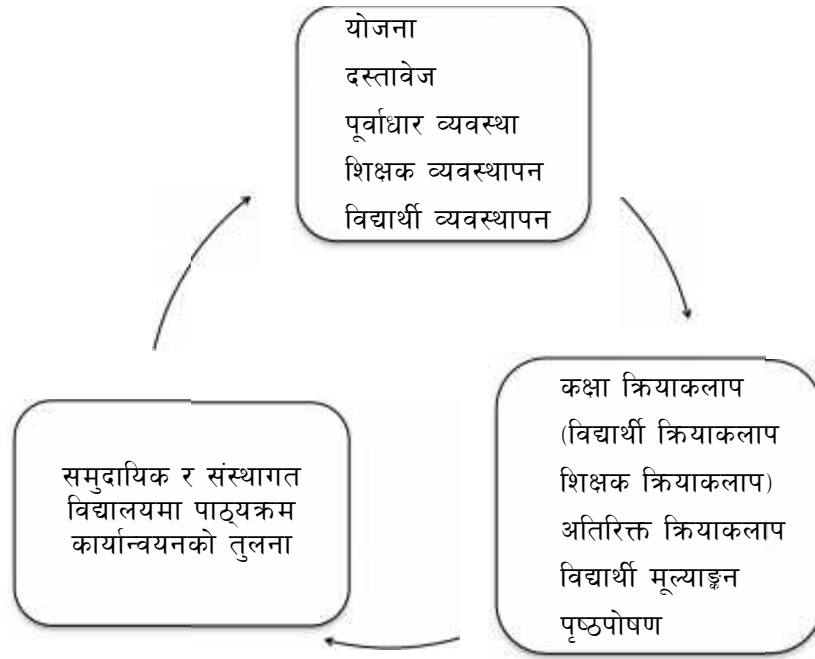 योजना
दस्तावेज
पूर्वाधार व्यवस्था
शिक्षक व्यवस्थापन
विद्यार्थी व्यवस्थापन
कक्षा क्रियाकलाप
(विद्यार्थी क्रियाकलाप
शिक्षक क्रियाकलाप)
अतिरिक्त क्रियाकलाप
विद्यार्थी मूल्याङ्कन
पृष्ठपोषण
समुदायिक र संस्थागत
विद्यालयमा पाठ्यक्रम
कार्यान्वयनको तुलना